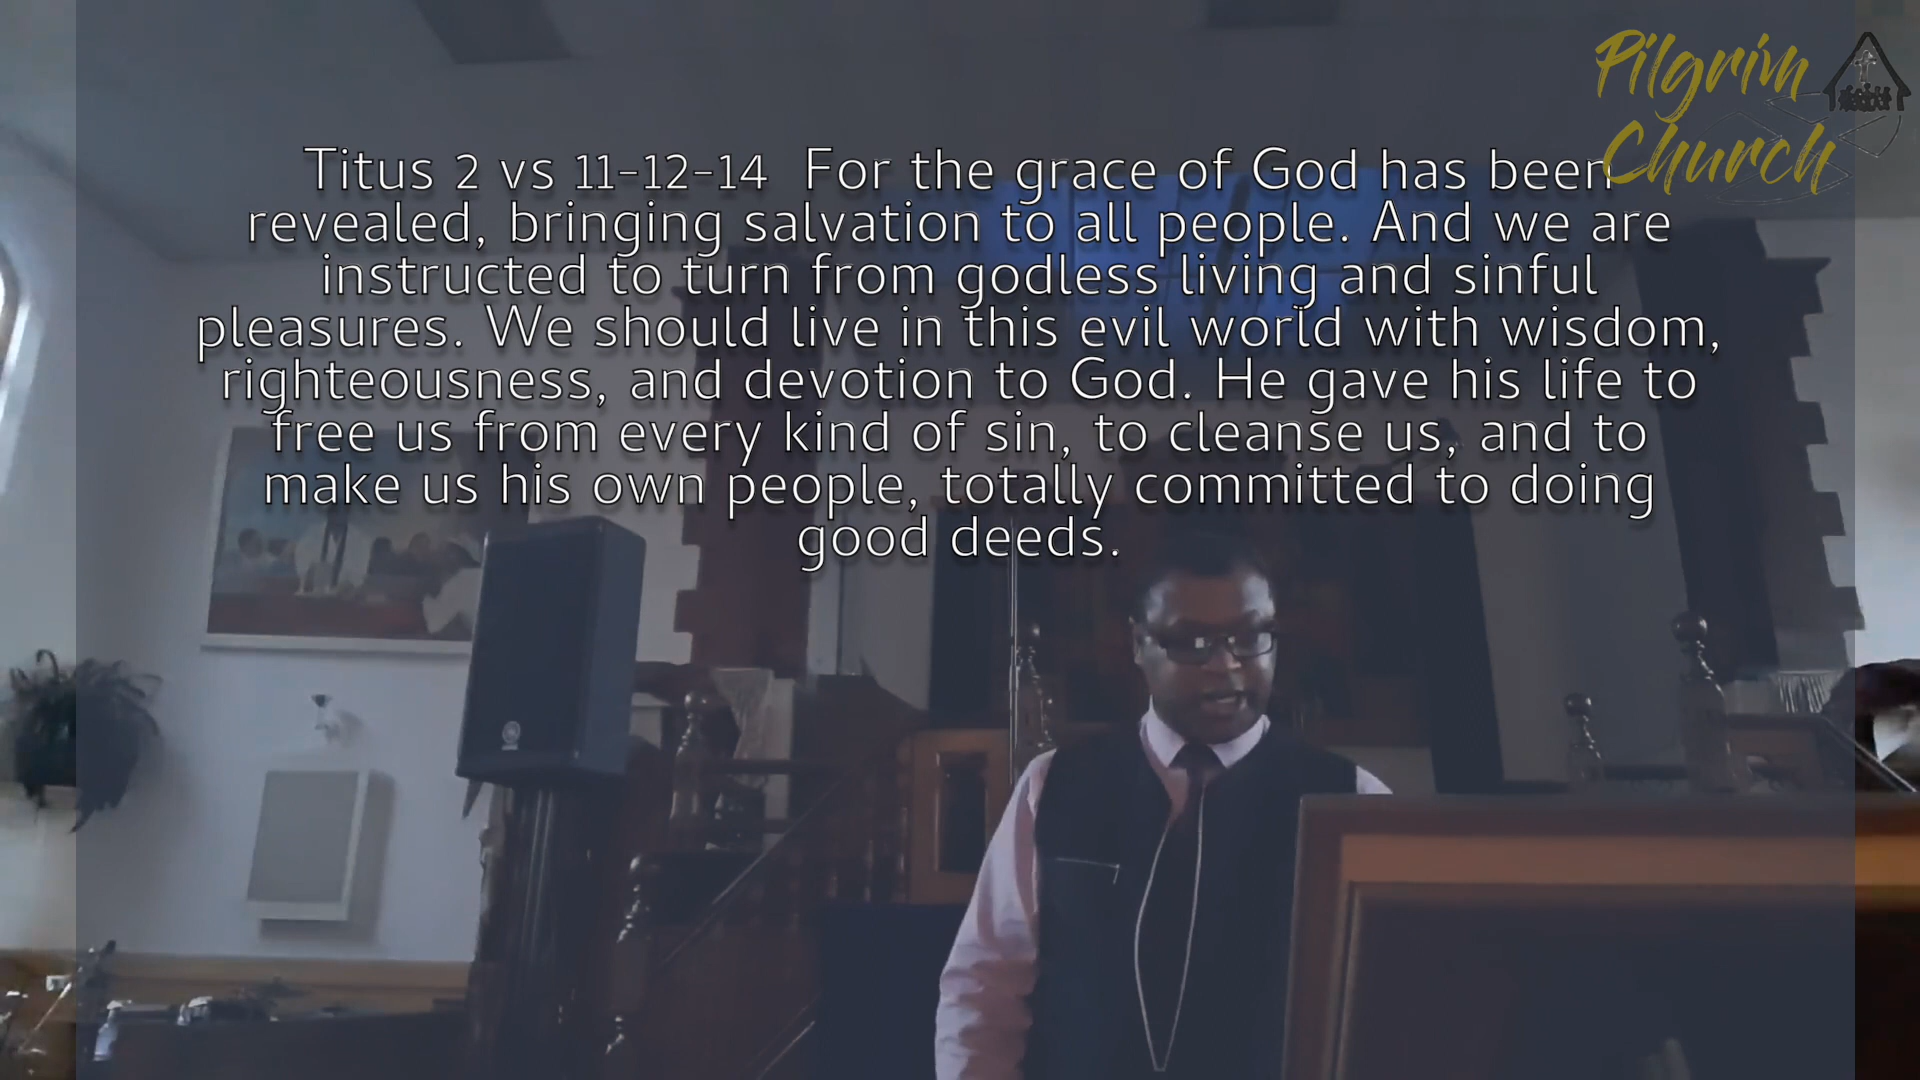 Pilgrim
Church
Titus 2 vs 11-12-14  For the grace of God has been
revealed, bringing salvation to all people. And we are
instructed to turn from godless living and sinful
pleasures. We should live in this evil world with wisdom,
righteousness, and devotion to God. He gave his life to
free us from every kind of sin, to cleanse us, and to
make us his own people, totally committed to doing
good deeds.